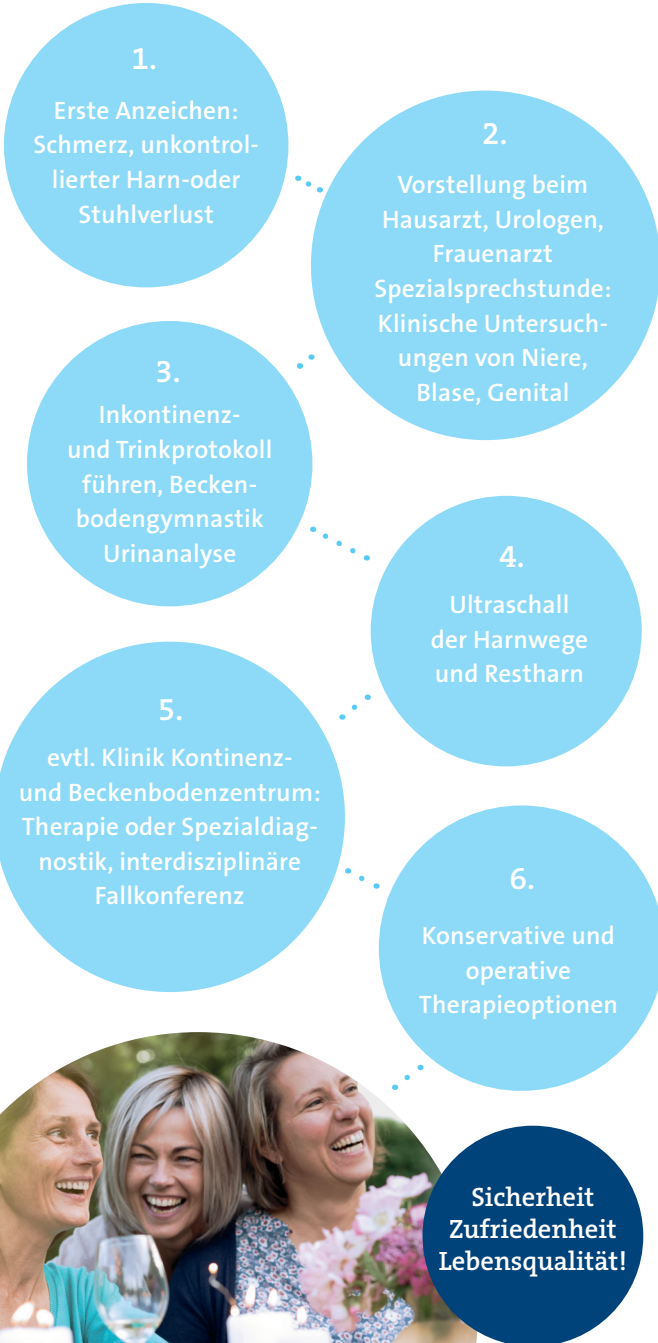 1.
Erste Anzeichen:
Schmerz, unkontrol-
lierter Harn-oder
Stuhlverlust
2.
Vorstellung beim
Hausarzt, Urologen,
Frauenarzt
Spezialsprechstunde:
Klinische Untersuch-
ungen von Niere,
Blase, Genital
3.
Inkontinenz-
und Trinkprotokoll
führen, Becken-
bodengymnastik
Urinanalyse
4.
Ultraschall
der Harnwege
und Restharn
5.
evtl. Klinik Kontinenz-
und Beckenbodenzentrum:
Therapie oder Spezialdiag-
nostik, interdisziplinäre
Fallkonferenz
6.
Konservative und
operative
Therapieoptionen
Sicherheit
Zufriedenheit
Lebensqualität!